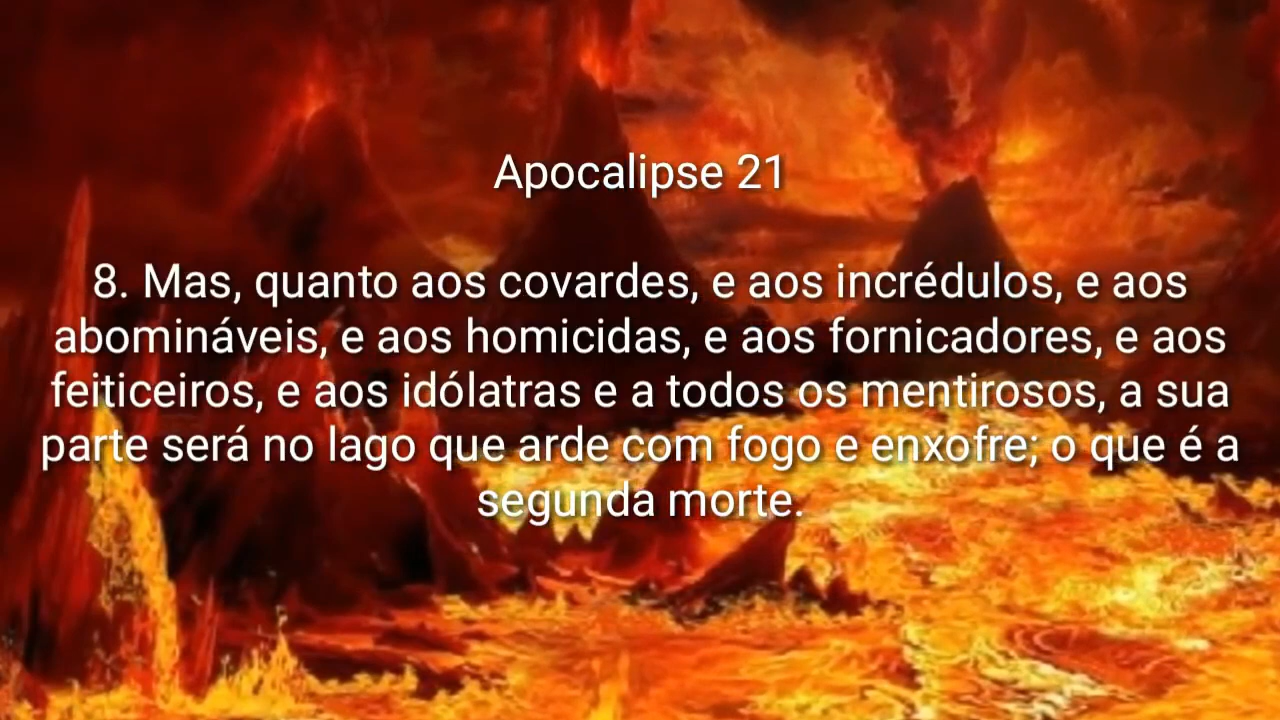 Apocalipse 21
8. Mas, quanto aos covardes, e aos incrédulos, e aos
abomináveis, e aos homicidas, e aos fornicadores, e aos
feiticeiros, e aos idólatras e a todos os mentirosos, a sua
parte será no lago que arde com fogo e enxofre; o que é a
segunda morte.